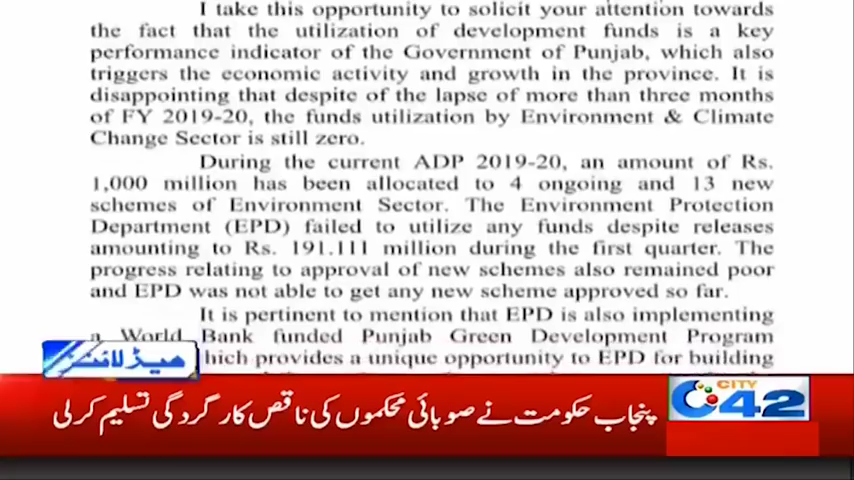 I take this opportunity to solicit your attention towards
the fact that the utilization of development funds is a key
performance indicator of the Government of Punjab, which also
triggers the economic activity and growth in the province. It is
disappointing that despite of the lapse of more than three months
of FY 2019-20, the funds utilization by Environment & Climate
Change Sector is still zero.
During the current ADP 2019-20, an amount of Rs.
1,000 million has been allocated to 4 ongoing and 13 new
schemes of Environment Sector. The Environment Protection
Department (EPD) failed to utilize any funds despite releases
amounting to Rs. 191.111 million during the first quarter. The
progress relating to approval of new schemes also remained poor
and EPD was not able to get any new scheme approved so far.
It is pertinent to mention that EPD is also implementing
a World Bank funded Punjab Green Development Program
hich provides a unique opportunity to EPD for building
ہیڈلائنز
پنجاب حکومت نے صوبائی محکموں کی ناقص کارگردگی تسلیم کرلی
CITY
42